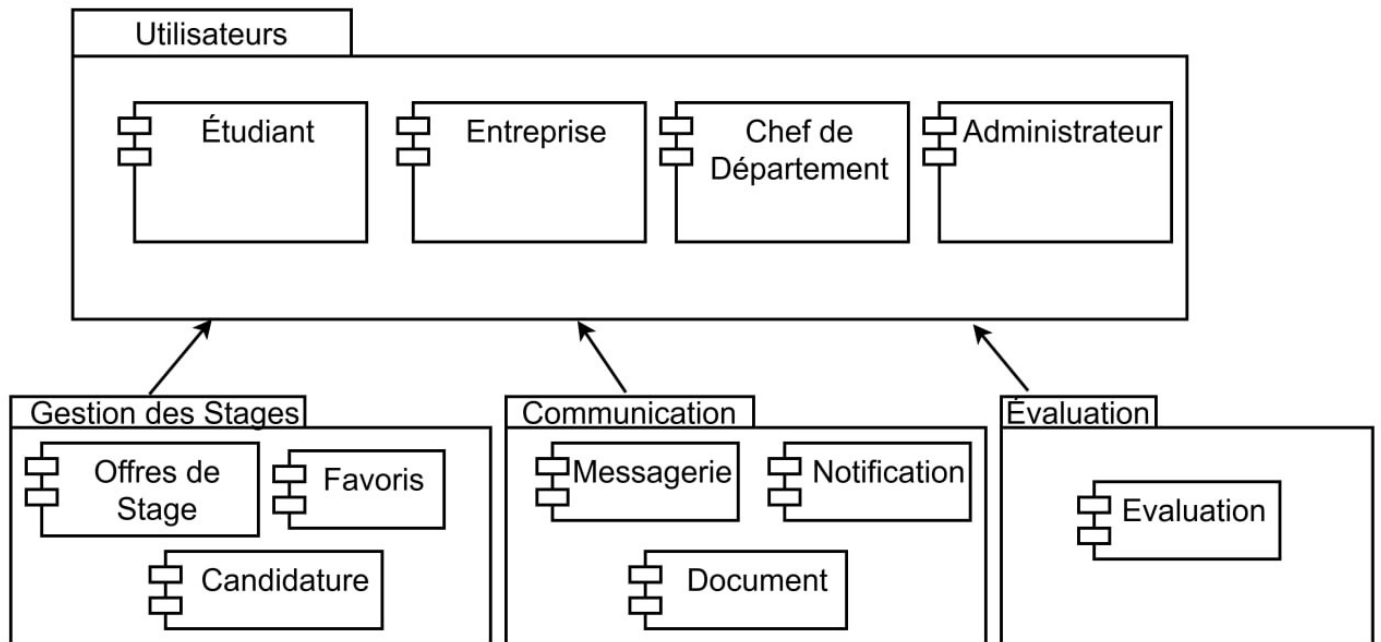 Utilisateurs
Étudiant
Entreprise
Chef de
Département
Administrateur
Gestion des Stages
Communication
Évaluation
Offres de
Stage
Favoris
Candidature
Messagerie
Notification
Document
Evaluation